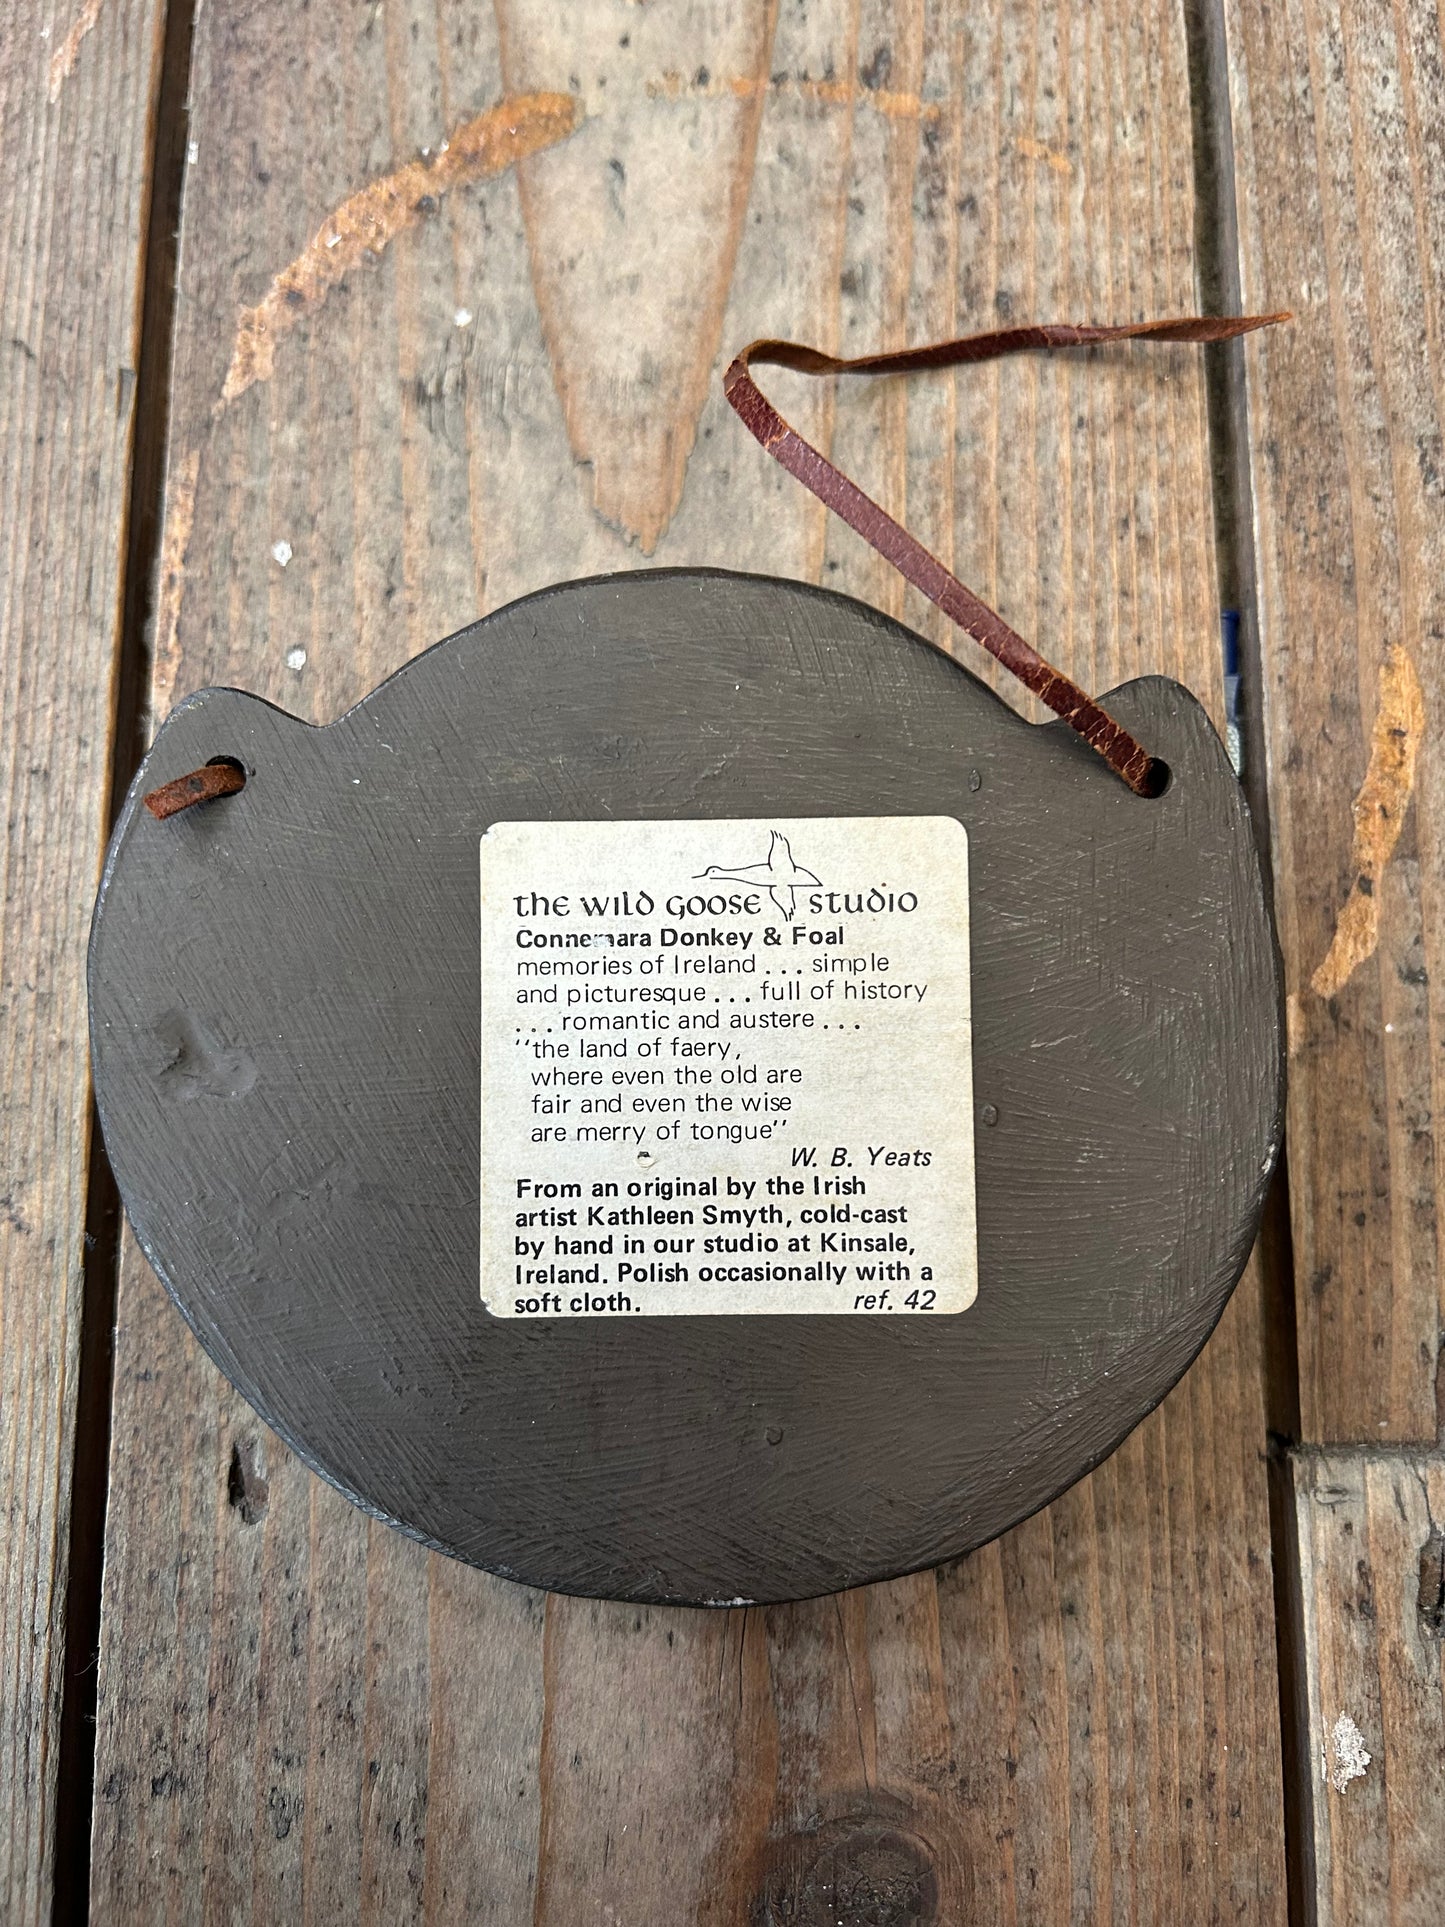 the wild goose studio
Connemara Donkey & Foal
memories of Ireland . . . simple
and picturesque . . . full of history
. . . romantic and austere . . .
''the land of faery,
where even the old are
fair and even the wise
are merry of tongue''
W. B. Yeats
From an original by the Irish
artist Kathleen Smyth, cold-cast
by hand in our studio at Kinsale,
Ireland. Polish occasionally with a
soft cloth. ref. 42